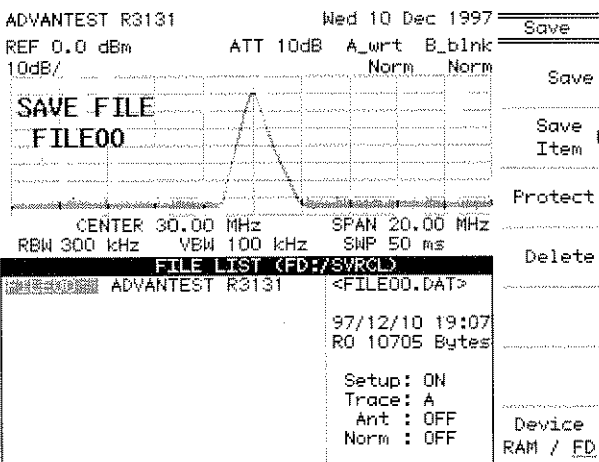 ADVANTEST R3131 Wed 10 Dec 1997
REF 0.0 dBm ATT 10dB A_wrt B_blnk
10dB/ Norm Norm
SAVE FILE
FILE00
CENTER 30.00 MHz SPAN 20.00 MHz
RBW 300 kHz VBW 100 kHz SWP 50 ms
FILE LIST (FD:/SVRCL)
ADVANTEST R3131
<FILE00.DAT>
97/12/10 19:07
RO 10705 Bytes
Setup: ON
Trace: A
Ant : OFF
Norm : OFF
Save
Save
Save
Item
Protect
Delete
Device
RAM / FD